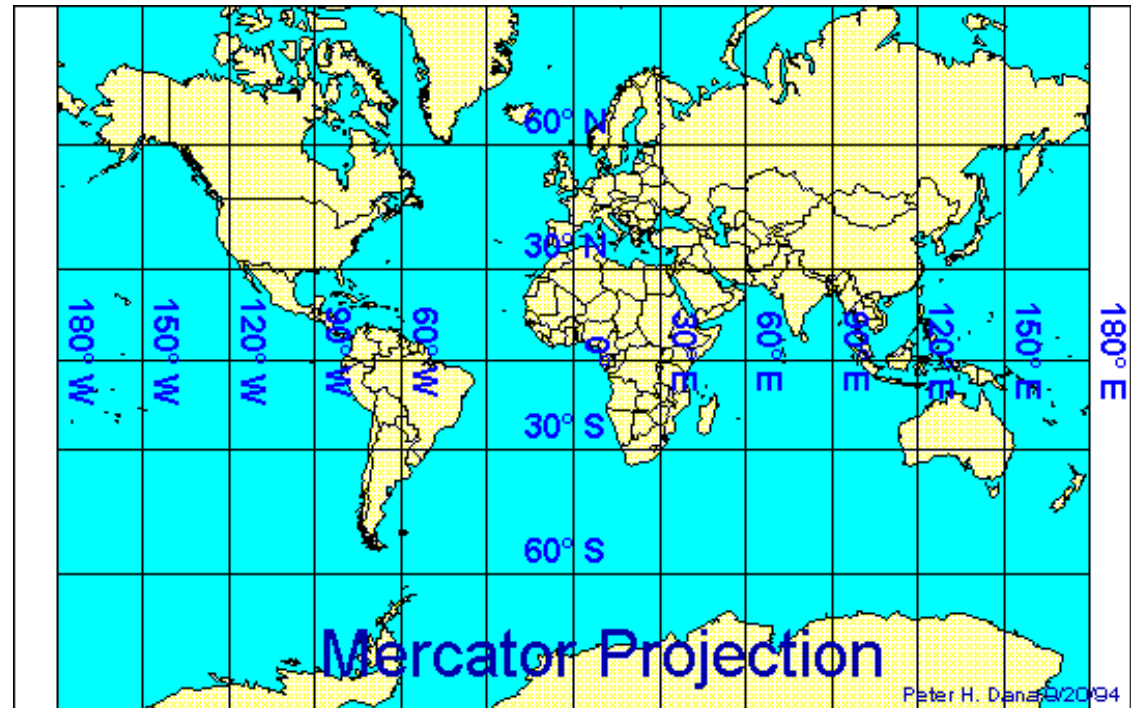 60° N
30° N
180° W
150° W
120° W
90° W
60° W
0°
30° E
60° E
90° E
120° E
150° E
180° E
30° S
60° S
Mercator Projection
Peter H. Dana 9/20/94